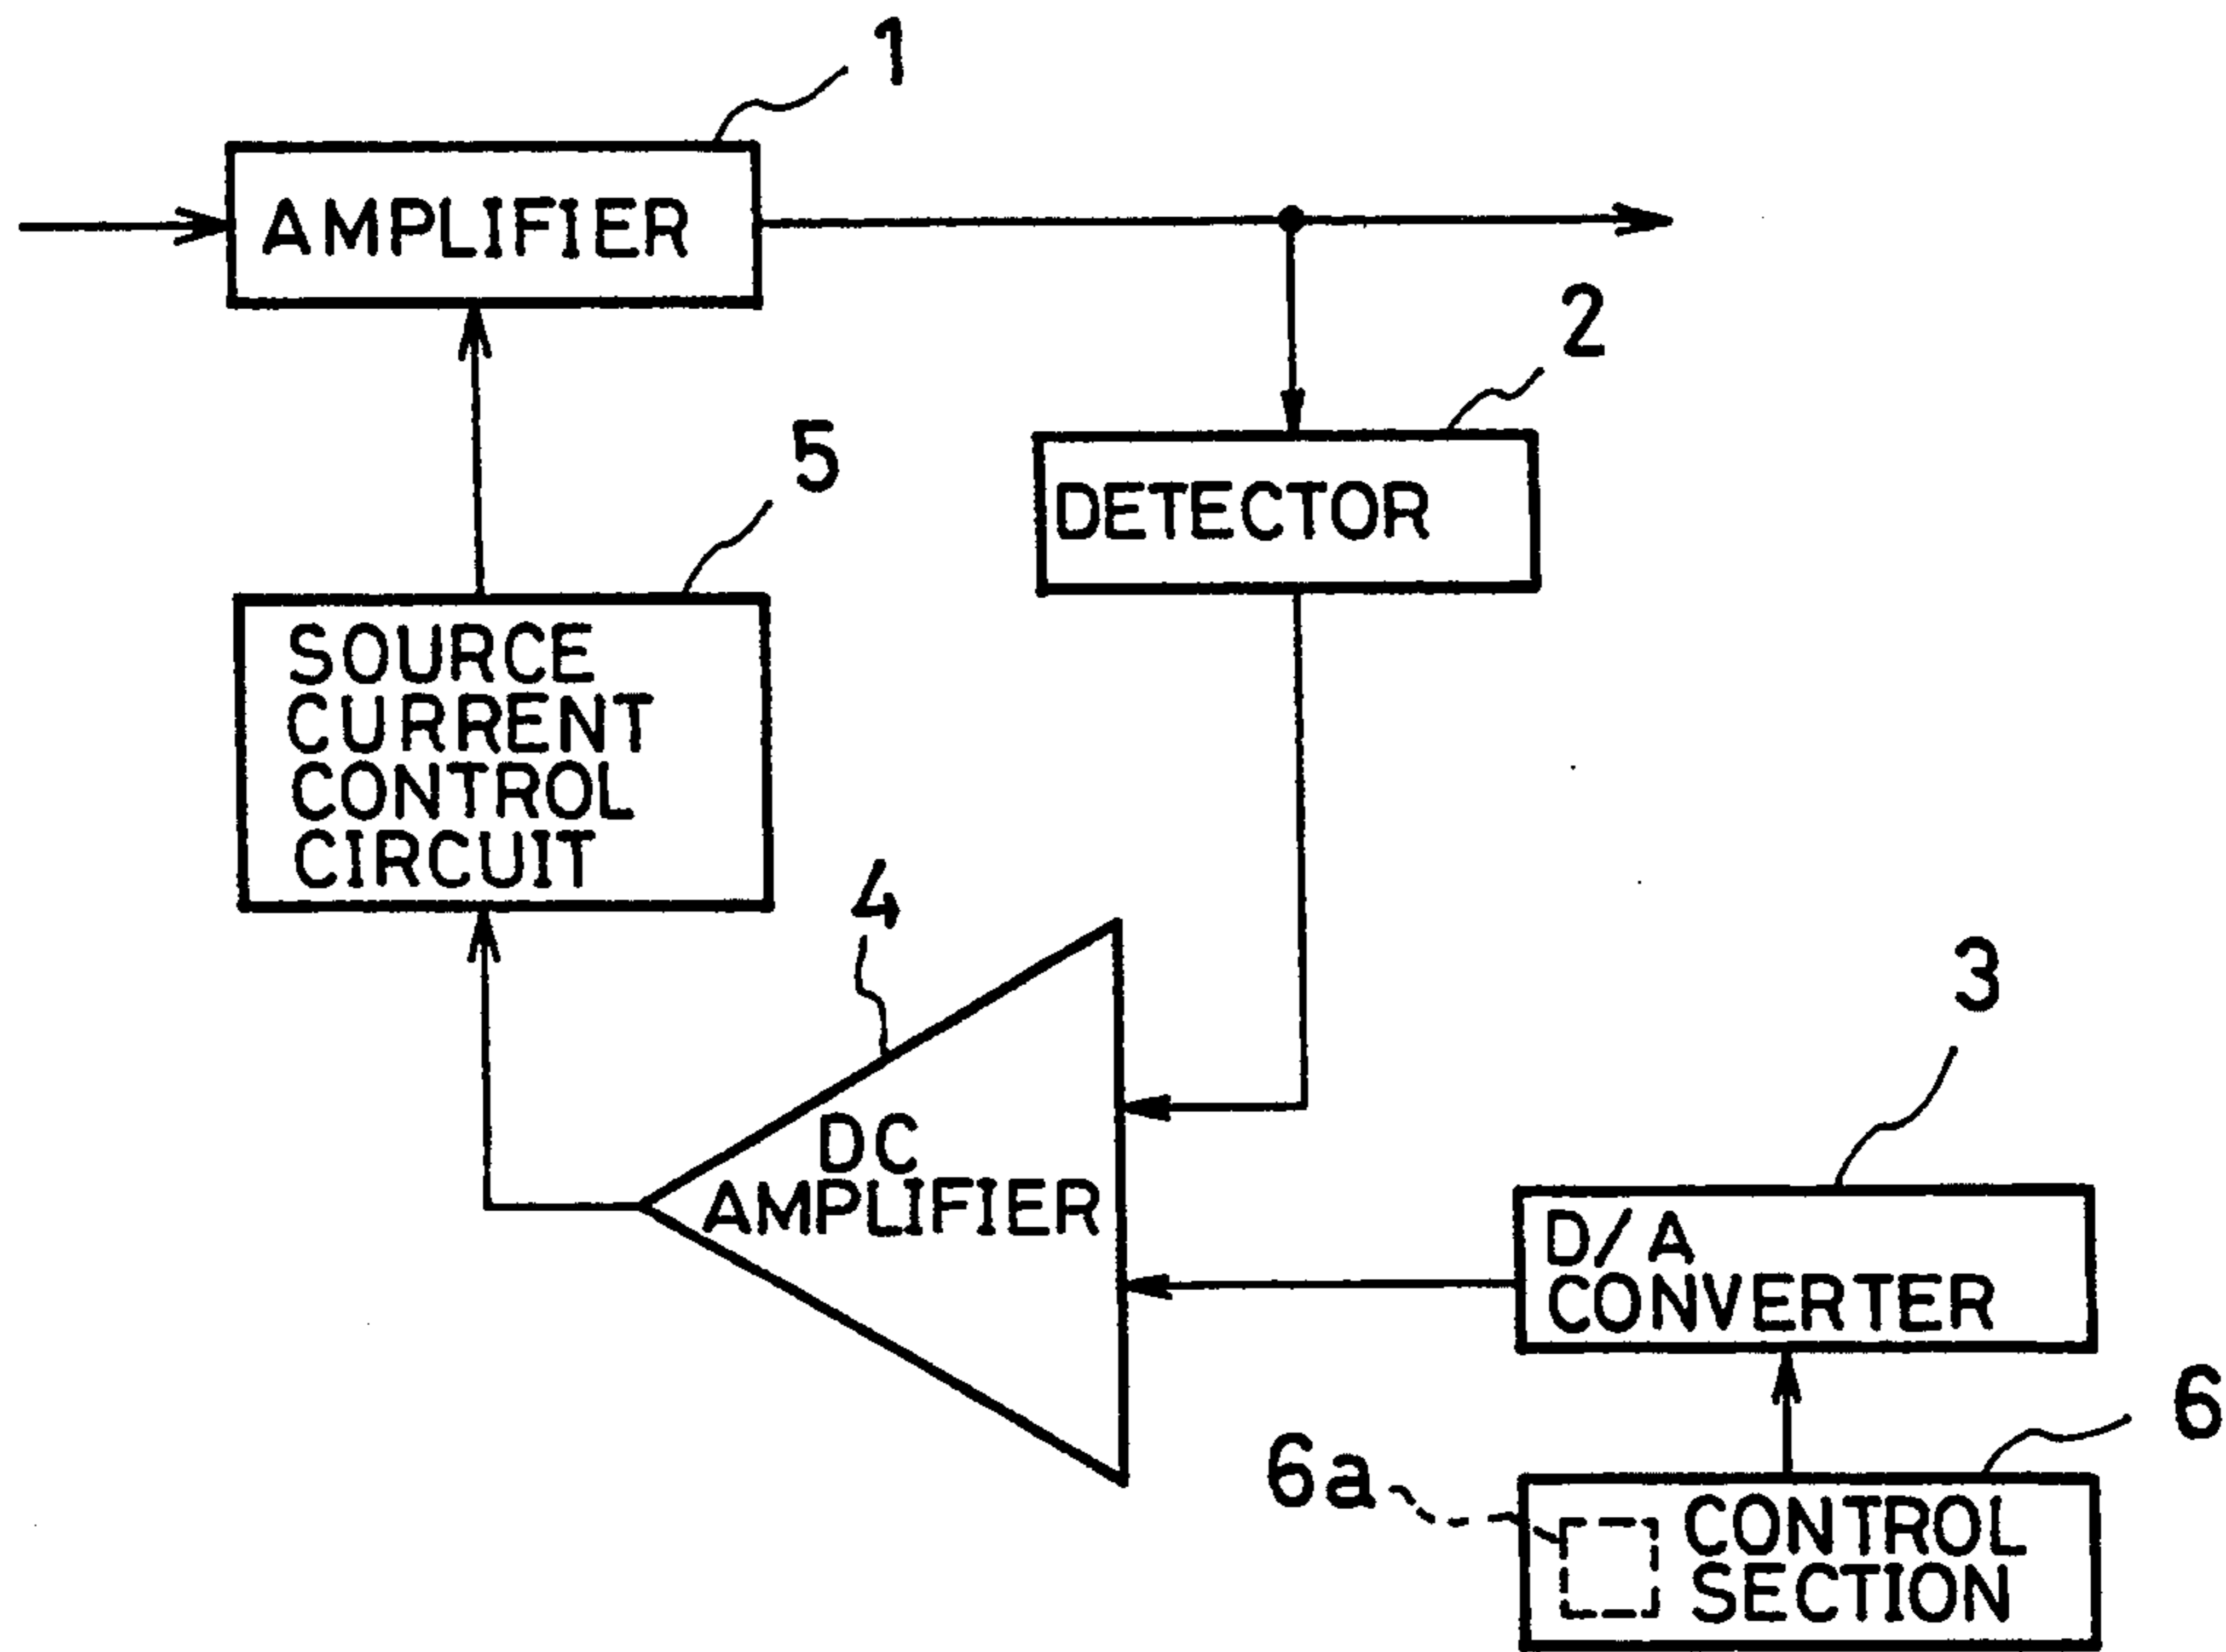 1
AMPLIFIER
2
5
DETECTOR
SOURCE
CURRENT
CONTROL
CIRCUIT
4
3
DC
AMPLIFIER
D/A
CONVERTER
6
6a
CONTROL
SECTION